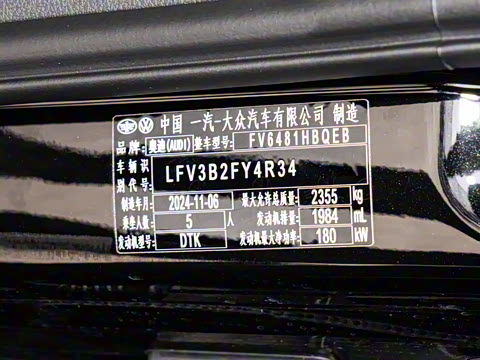 中国 一汽-大众汽车有限公司 制造
品牌: 奥迪(AUDI) 整车型号: FV6481HBQEB
车辆识别代号: LFV3B2FY4R34
制造年月: 2024-11-06 最大允许总质量: 2355 kg
乘坐人数: 5 人 发动机排量: 1984 mL
发动机型号: DTK 发动机最大净功率: 180 kW